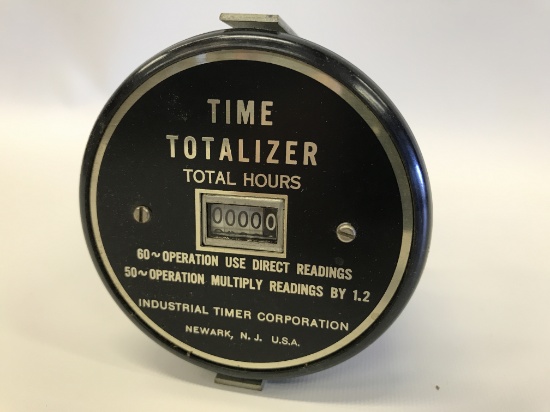 TIME
TOTALIZER
TOTAL HOURS
00000
60~OPERATION USE DIRECT READINGS
50~OPERATION MULTIPLY READINGS BY 1.2
INDUSTRIAL TIMER CORPORATION
NEWARK, N. J. U.S.A.